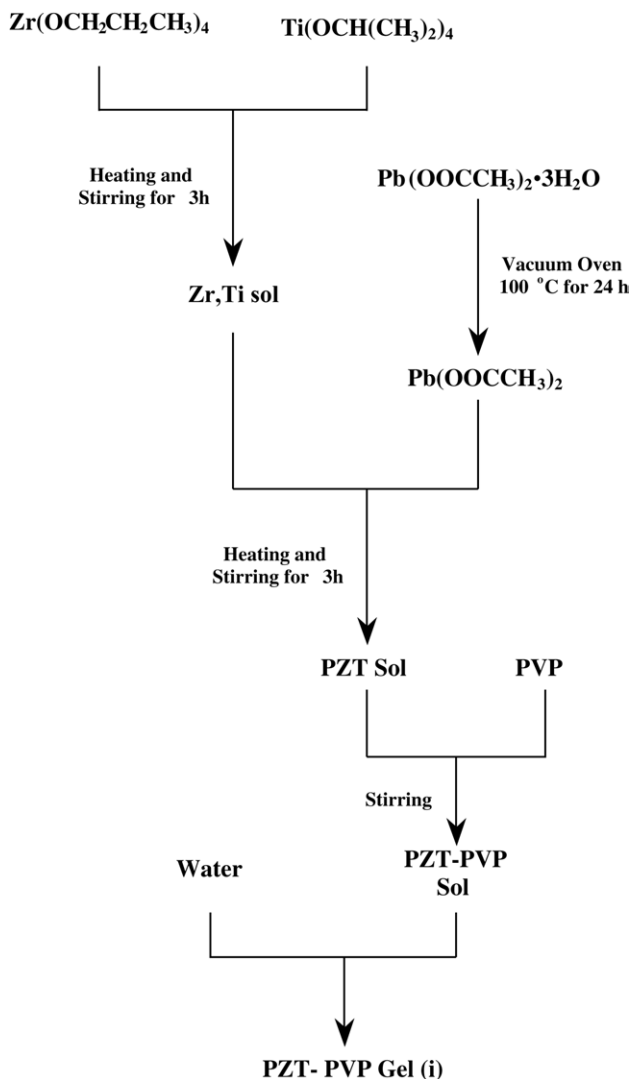 Zr(OCH₂CH₂CH₃)₄
Ti(OCH(CH₃)₂)₄
Heating and
Stirring for 3h
Pb(OOCCH₃)₂•3H₂O
Vacuum Oven
100 °C for 24 h
Zr,Ti sol
Pb(OOCCH₃)₂
Heating and
Stirring for 3h
PZT Sol
PVP
Stirring
Water
PZT-PVP
Sol
PZT- PVP Gel (i)